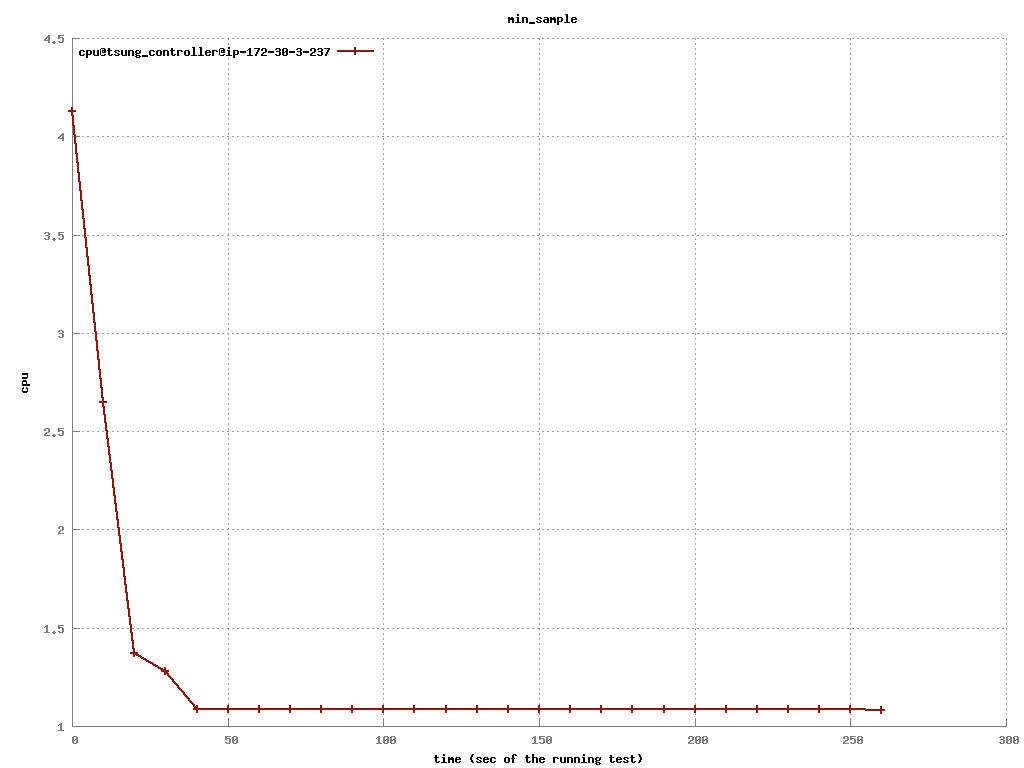 min_sample
cpu@tsung_controller@ip-172-30-3-237
4.5
4
3.5
3
2.5
2
1.5
1
cpu
0 50 100 150 200 250 300
time (sec of the running test)